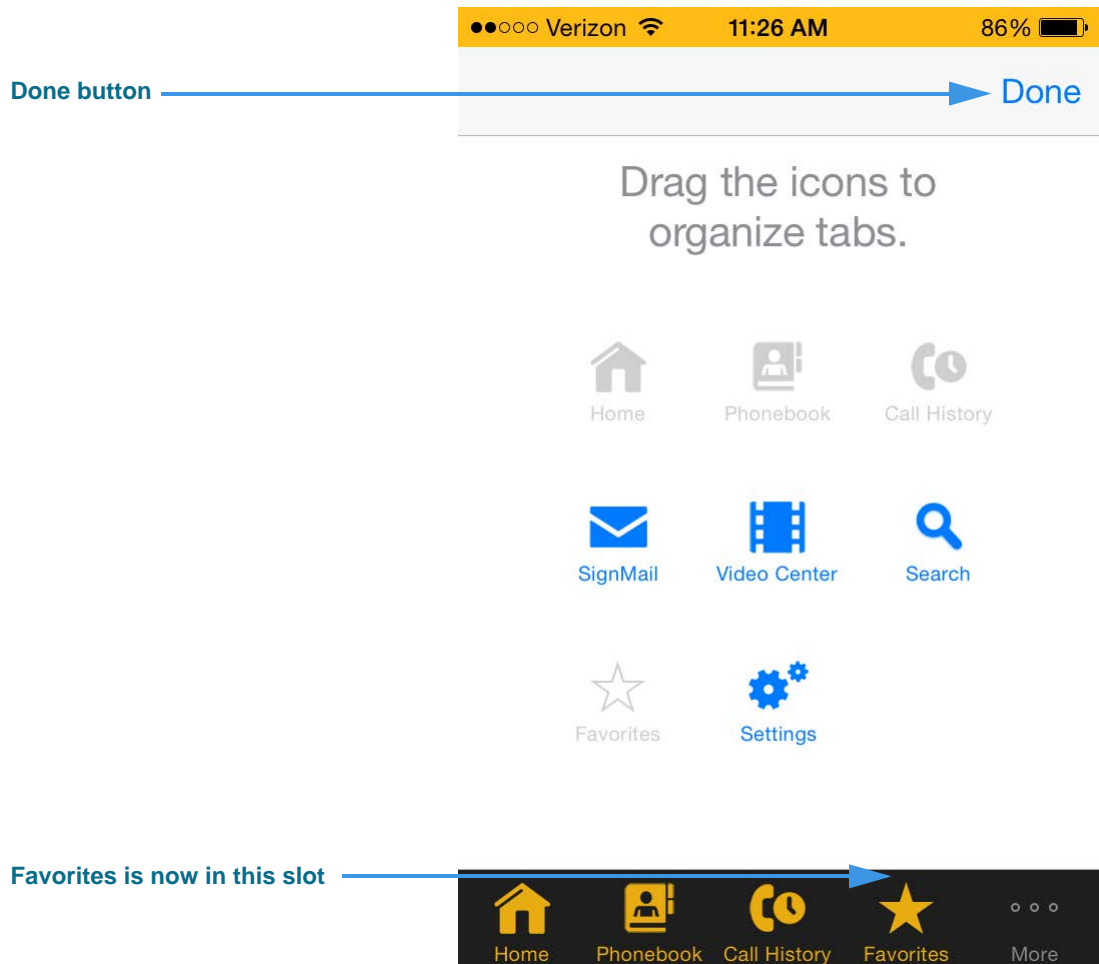 Verizon 11:26 AM 86%
Done button Done
Drag the icons to
organize tabs.
Home Phonebook Call History
SignMail Video Center Search
Favorites Settings
Favorites is now in this slot
Home Phonebook Call History Favorites More